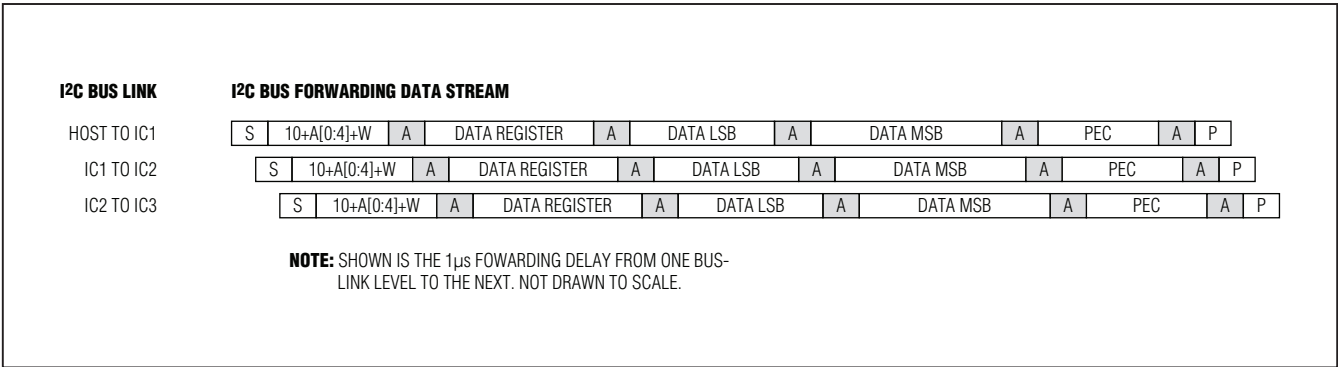 I2C BUS LINK I2C BUS FORWARDING DATA STREAM
HOST TO IC1 S 10+A[0:4]+W A DATA REGISTER A DATA LSB A DATA MSB A PEC A P
IC1 TO IC2 S 10+A[0:4]+W A DATA REGISTER A DATA LSB A DATA MSB A PEC A P
IC2 TO IC3 S 10+A[0:4]+W A DATA REGISTER A DATA LSB A DATA MSB A PEC A P
NOTE: SHOWN IS THE 1µs FOWARDING DELAY FROM ONE BUS-
LINK LEVEL TO THE NEXT. NOT DRAWN TO SCALE.